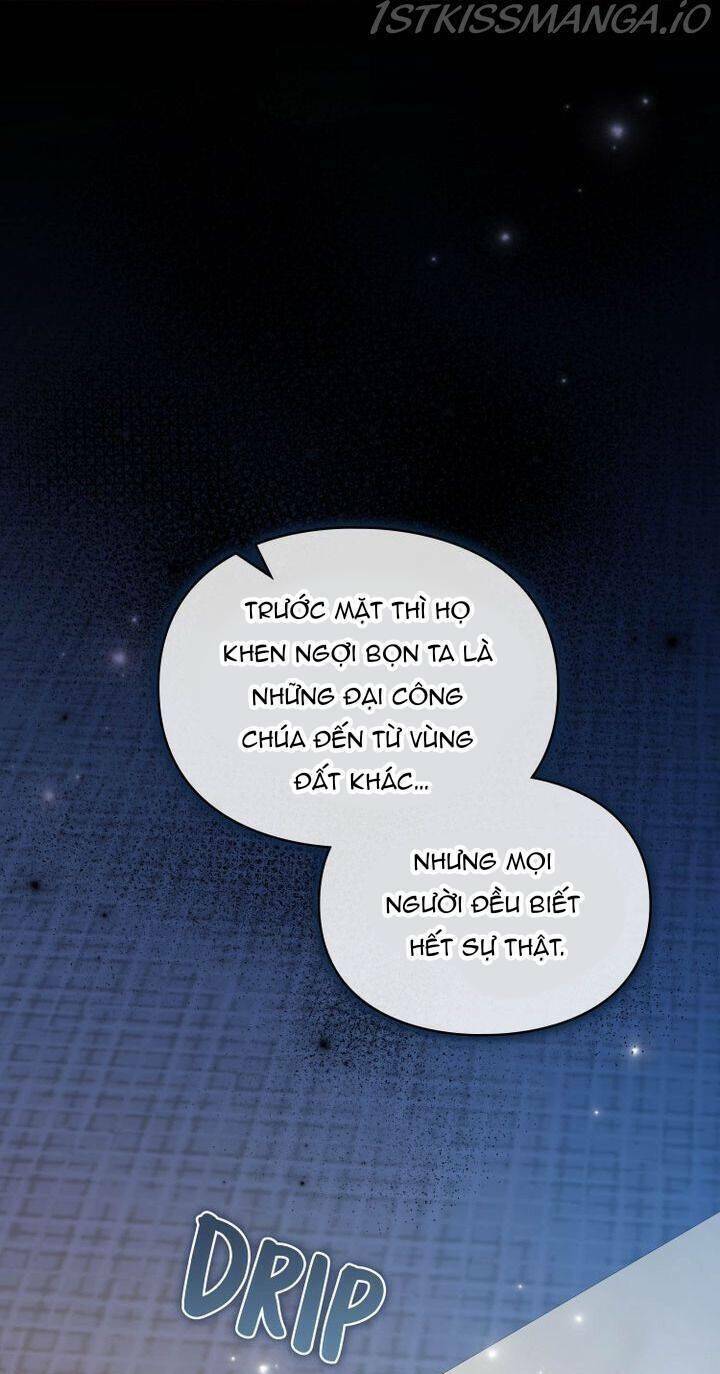 1STKISSMANGA.IO
TRƯỚC MẶT THÌ HỌ
KHEN NGỢI BỌN TA LÀ
NHỮNG ĐẠI CÔNG
CHÚA ĐẾN TỪ VÙNG
ĐẤT KHÁC...
NHƯNG MỌI
NGƯỜI ĐỀU BIẾT
HẾT SỰ THẬT.
DRIP